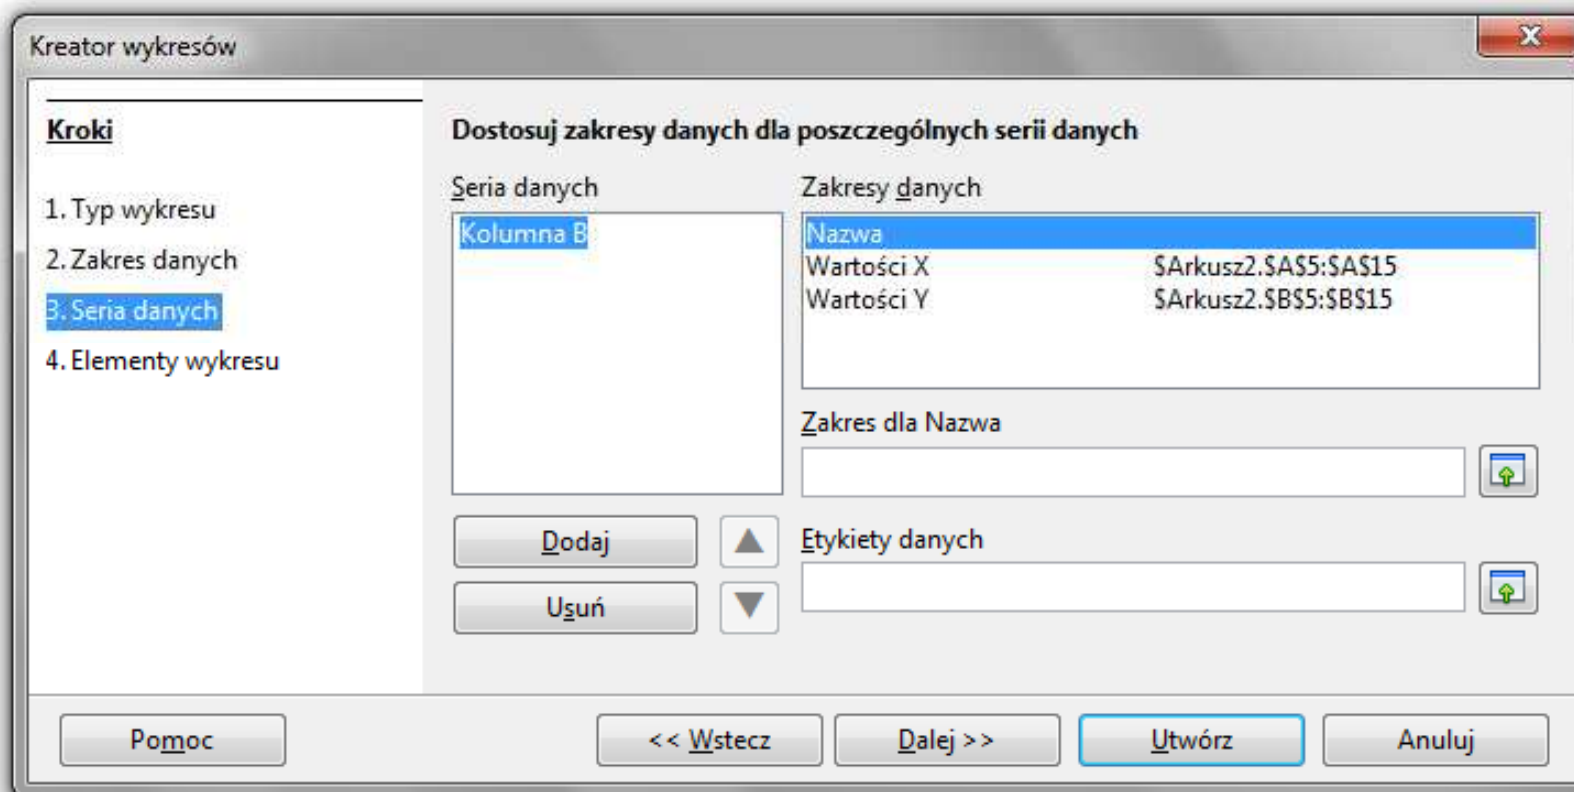 Kreator wykresów
Kroki
1. Typ wykresu
2. Zakres danych
3. Seria danych
4. Elementy wykresu
Dostosuj zakresy danych dla poszczególnych serii danych
Seria danych
Kolumna B
Dodaj
Usuń
Zakresy danych
Nazwa
Wartości X $Arkusz2.$A$5:$A$15
Wartości Y $Arkusz2.$B$5:$B$15
Zakres dla Nazwa
Etykiety danych
Pomoc
<< Wstecz
Dalej >>
Utwórz
Anuluj